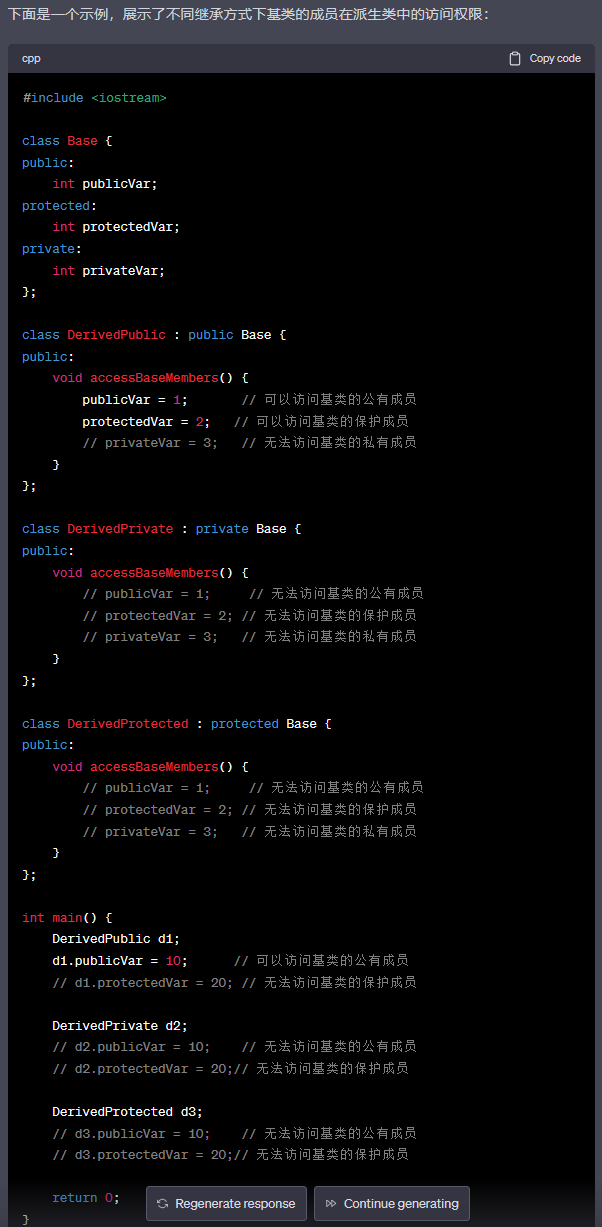 下面是一个示例，展示了不同继承方式下基类的成员在派生类中的访问权限：
cpp
Copy code
#include <iostream>
class Base {
public:
    int publicVar;
protected:
    int protectedVar;
private:
    int privateVar;
};
class DerivedPublic : public Base {
public:
    void accessBaseMembers() {
        publicVar = 1;       // 可以访问基类的公有成员
        protectedVar = 2;   // 可以访问基类的保护成员
        // privateVar = 3;   // 无法访问基类的私有成员
    }
};
class DerivedPrivate : private Base {
public:
    void accessBaseMembers() {
        // publicVar = 1;     // 无法访问基类的公有成员
        // protectedVar = 2; // 无法访问基类的保护成员
        // privateVar = 3;   // 无法访问基类的私有成员
    }
};
class DerivedProtected : protected Base {
public:
    void accessBaseMembers() {
        // publicVar = 1;     // 无法访问基类的公有成员
        // protectedVar = 2; // 无法访问基类的保护成员
        // privateVar = 3;   // 无法访问基类的私有成员
    }
};
int main() {
    DerivedPublic d1;
    d1.publicVar = 10;      // 可以访问基类的公有成员
    // d1.protectedVar = 20; // 无法访问基类的保护成员
    DerivedPrivate d2;
    // d2.publicVar = 10;    // 无法访问基类的公有成员
    // d2.protectedVar = 20;// 无法访问基类的保护成员
    DerivedProtected d3;
    // d3.publicVar = 10;    // 无法访问基类的公有成员
    // d3.protectedVar = 20;// 无法访问基类的保护成员
    return 0;
Regenerate response
Continue generating
}